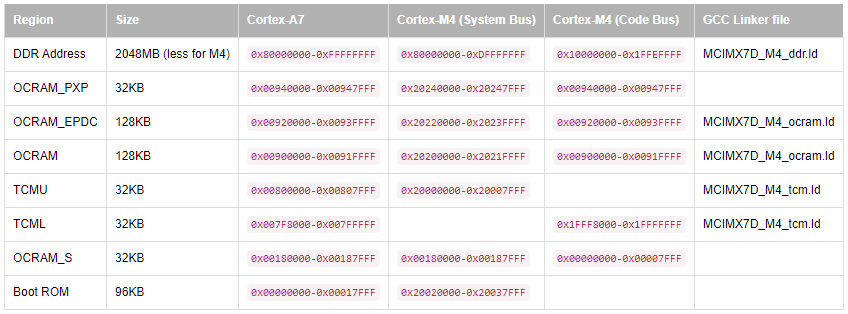 Region Size Cortex-A7 Cortex-M4 (System Bus) Cortex-M4 (Code Bus) GCC Linker file
DDR Address 2048MB (less for M4) 0x80000000-0xFFFFFFFF 0x80000000-0xDFFFFFFF 0x10000000-0x1FFEFFFF MCIMX7D_M4_ddr.ld
OCRAM_PXP 32KB 0x00940000-0x00947FFF 0x20240000-0x20247FFF 0x00940000-0x00947FFF
OCRAM_EPDC 128KB 0x00920000-0x0093FFFF 0x20220000-0x2023FFFF 0x00920000-0x0093FFFF MCIMX7D_M4_ocram.ld
OCRAM 128KB 0x00900000-0x0091FFFF 0x20200000-0x2021FFFF 0x00900000-0x0091FFFF MCIMX7D_M4_ocram.ld
TCMU 32KB 0x00800000-0x00807FFF 0x20000000-0x20007FFF MCIMX7D_M4_tcm.ld
TCML 32KB 0x007F8000-0x007FFFFF 0x1FFF8000-0x1FFFFFFF MCIMX7D_M4_tcm.ld
OCRAM_S 32KB 0x00180000-0x00187FFF 0x00180000-0x00187FFF 0x00000000-0x00007FFF
Boot ROM 96KB 0x00000000-0x00017FFF 0x20020000-0x20037FFF